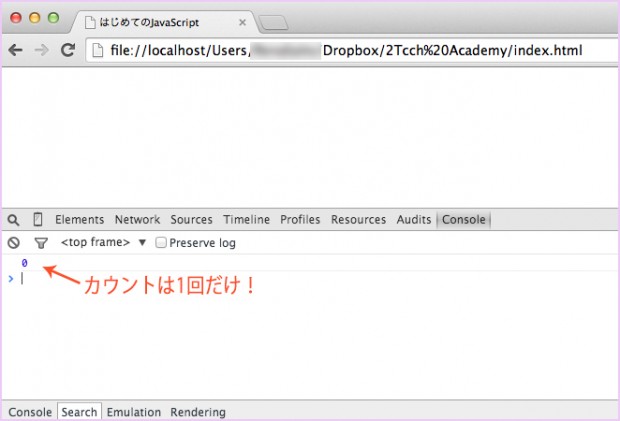 はじめてのJavaScript
file://localhost/Users/ Dropbox/2Tcch%20Academy/index.html
Elements Network Sources Timeline Profiles Resources Audits Console
<top frame> ▼ Preserve log
0
>
カウントは1回だけ！
Console Search Emulation Rendering